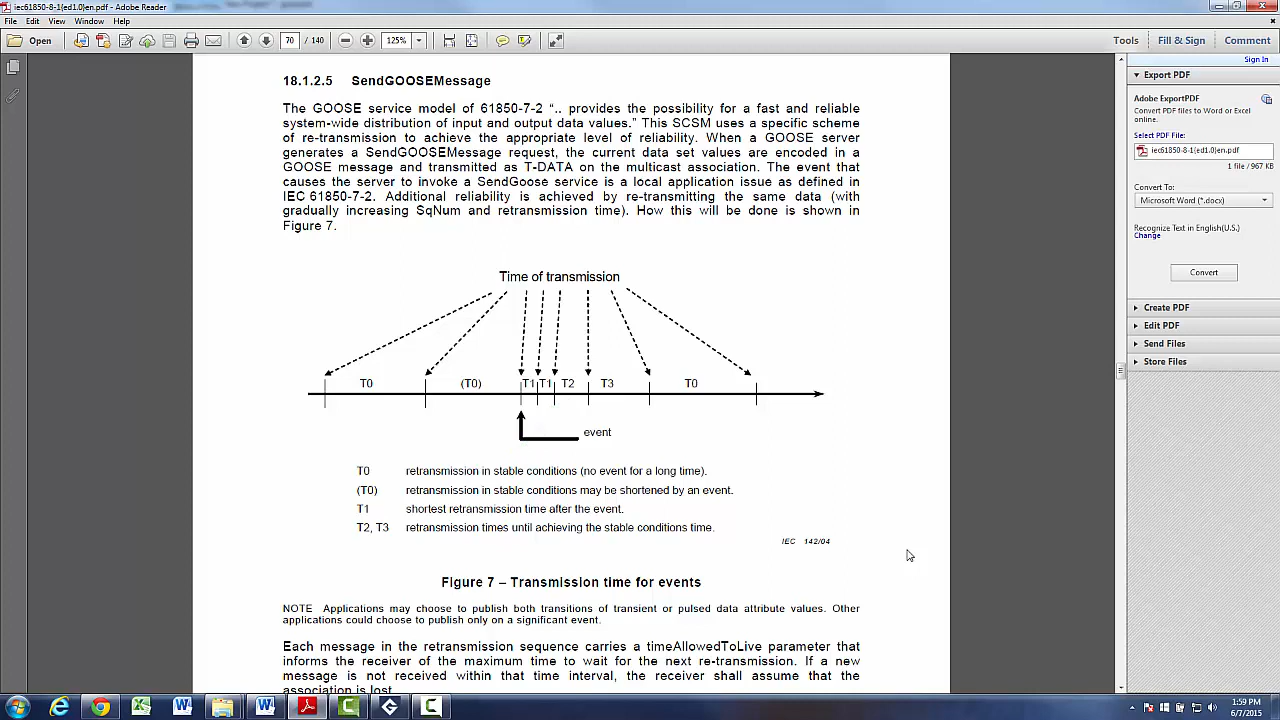 iec61850-8-1(ed1.0)en.pdf - Adobe Reader
File Edit View Window Help
Open 70 / 140 125% Tools Fill & Sign Comment
Sign In
18.1.2.5 SendGOOSEMessage
The GOOSE service model of 61850-7-2 “.. provides the possibility for a fast and reliable
system-wide distribution of input and output data values.” This SCSM uses a specific scheme
of re-transmission to achieve the appropriate level of reliability. When a GOOSE server
generates a SendGOOSEMessage request, the current data set values are encoded in a
GOOSE message and transmitted as T-DATA on the multicast association. The event that
causes the server to invoke a SendGoose service is a local application issue as defined in
IEC 61850-7-2. Additional reliability is achieved by re-transmitting the same data (with
gradually increasing SqNum and retransmission time). How this will be done is shown in
Figure 7.
Time of transmission
T0 (T0) T1 T1 T2 T3 T0
event
T0 retransmission in stable conditions (no event for a long time).
(T0) retransmission in stable conditions may be shortened by an event.
T1 shortest retransmission time after the event.
T2, T3 retransmission times until achieving the stable conditions time.
IEC 142/04
Figure 7 – Transmission time for events
NOTE Applications may choose to publish both transitions of transient or pulsed data attribute values. Other
applications could choose to publish only on a significant event.
Each message in the retransmission sequence carries a timeAllowedToLive parameter that
informs the receiver of the maximum time to wait for the next re-transmission. If a new
message is not received within that time interval, the receiver shall assume that the
association is lost.
Export PDF
Adobe ExportPDF
Convert PDF files to Word or Excel
online.
Select PDF File:
iec61850-8-1(ed1.0)en.pdf
1 file / 967 KB
Convert To:
Microsoft Word (*.docx)
Recognize Text in English(U.S.)
Change
Convert
Create PDF
Edit PDF
Send Files
Store Files
1:59 PM
6/7/2015